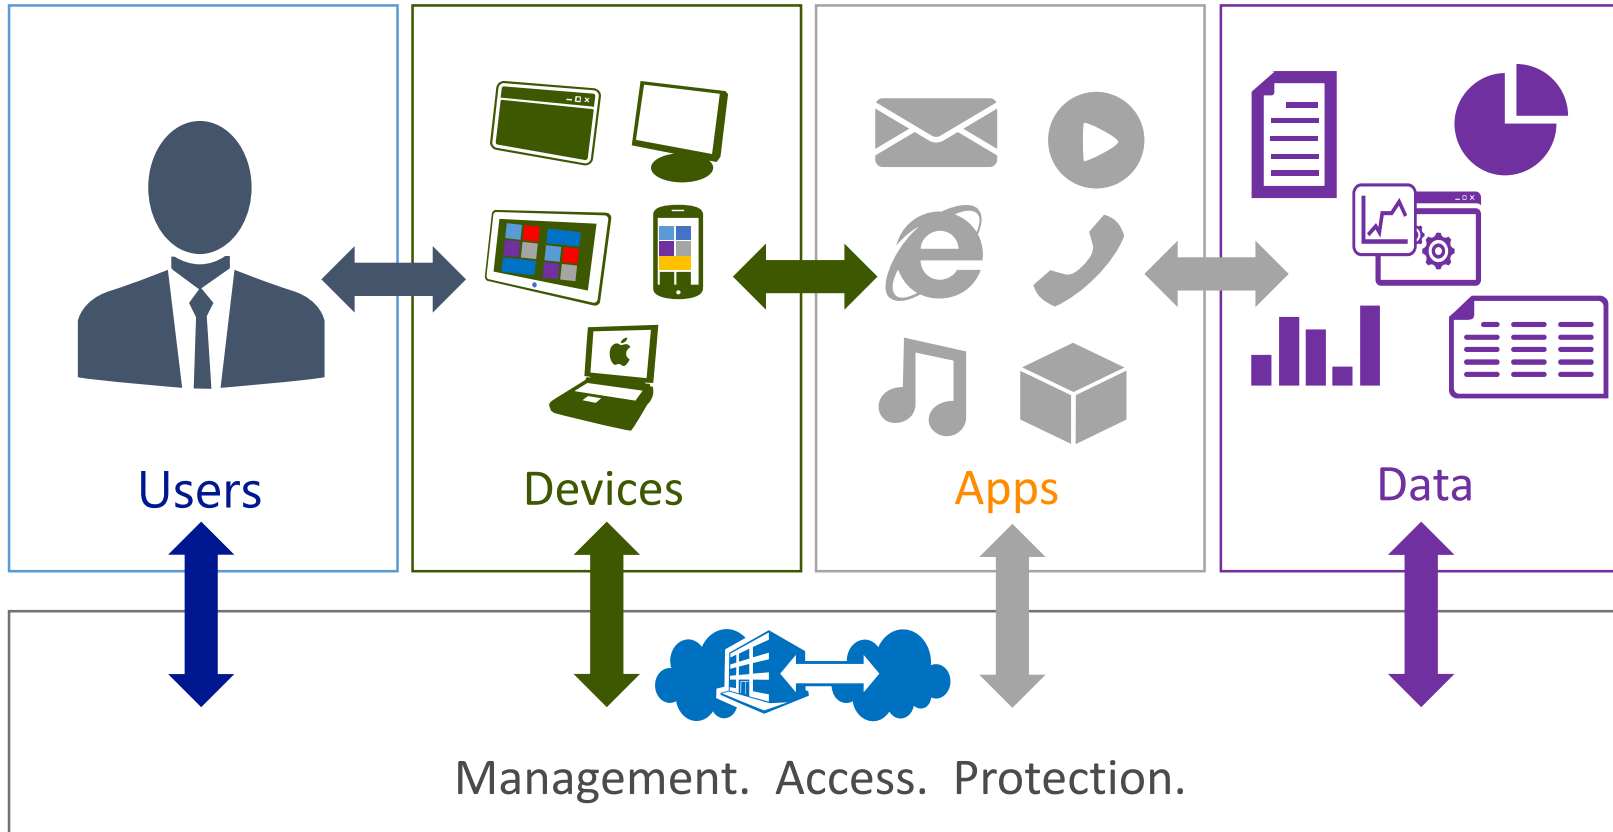 Users
Devices
Apps
Data
Management. Access. Protection.